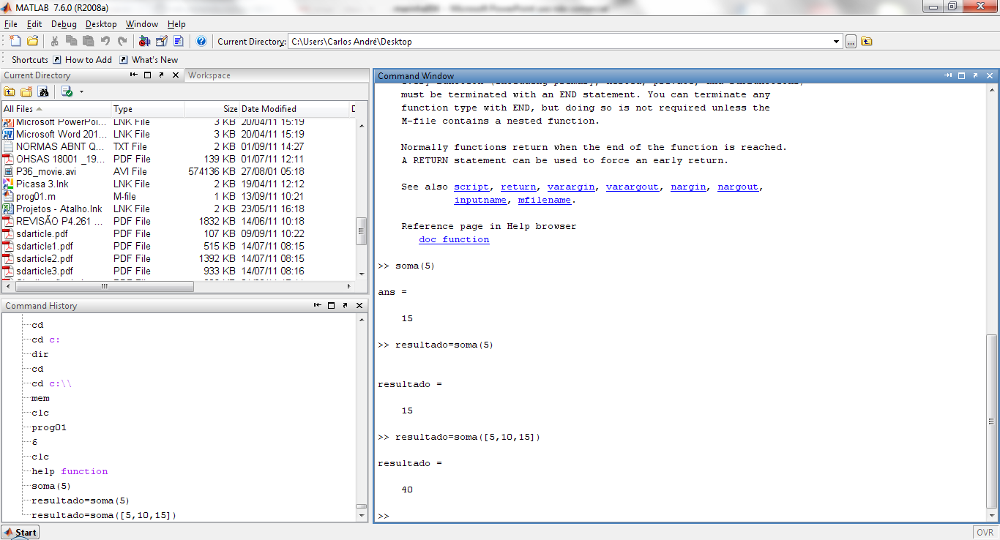 MATLAB 7.6.0 (R2008a)
File Edit Debug Desktop Window Help
Current Directory: C:\Users\Carlos André\Desktop
Shortcuts How to Add What's New
Current Directory
Workspace
All Files Type Size Date Modified D
Microsoft PowerPoi... LNK File 3 KB 20/04/11 15:19
Microsoft Word 201... LNK File 3 KB 20/04/11 15:19
NORMAS ABNT Q... TXT File 2 KB 01/09/11 14:27
OHSAS 18001 _19... PDF File 139 KB 01/07/11 12:11
P36_movie.avi AVI File 574136 KB 27/08/01 05:18
Picasa 3.lnk LNK File 2 KB 19/04/11 12:12
prog01.m M-file 1 KB 13/09/11 10:21
Projetos - Atalho.lnk LNK File 2 KB 23/05/11 16:18
REVISÃO P4.261 ... PDF File 1832 KB 14/06/11 10:18
sdarticle.pdf PDF File 107 KB 09/09/11 10:22
sdarticle1.pdf PDF File 515 KB 14/07/11 08:15
sdarticle2.pdf PDF File 1392 KB 14/07/11 08:15
sdarticle3.pdf PDF File 933 KB 14/07/11 08:16
Command History
cd
cd c:
dir
cd
cd c:\\
mem
clc
prog01
6
clc
help function
soma(5)
resultado=soma(5)
resultado=soma([5,10,15])
Command Window
must be terminated with an END statement. You can terminate any
function type with END, but doing so is not required unless the
M-file contains a nested function.
Normally functions return when the end of the function is reached.
A RETURN statement can be used to force an early return.
See also script, return, varargin, varargout, nargin, nargout,
inputname, mfilename.
Reference page in Help browser
doc function
>> soma(5)
ans =
15
>> resultado=soma(5)
resultado =
15
>> resultado=soma([5,10,15])
resultado =
40
>>
Start
OVR